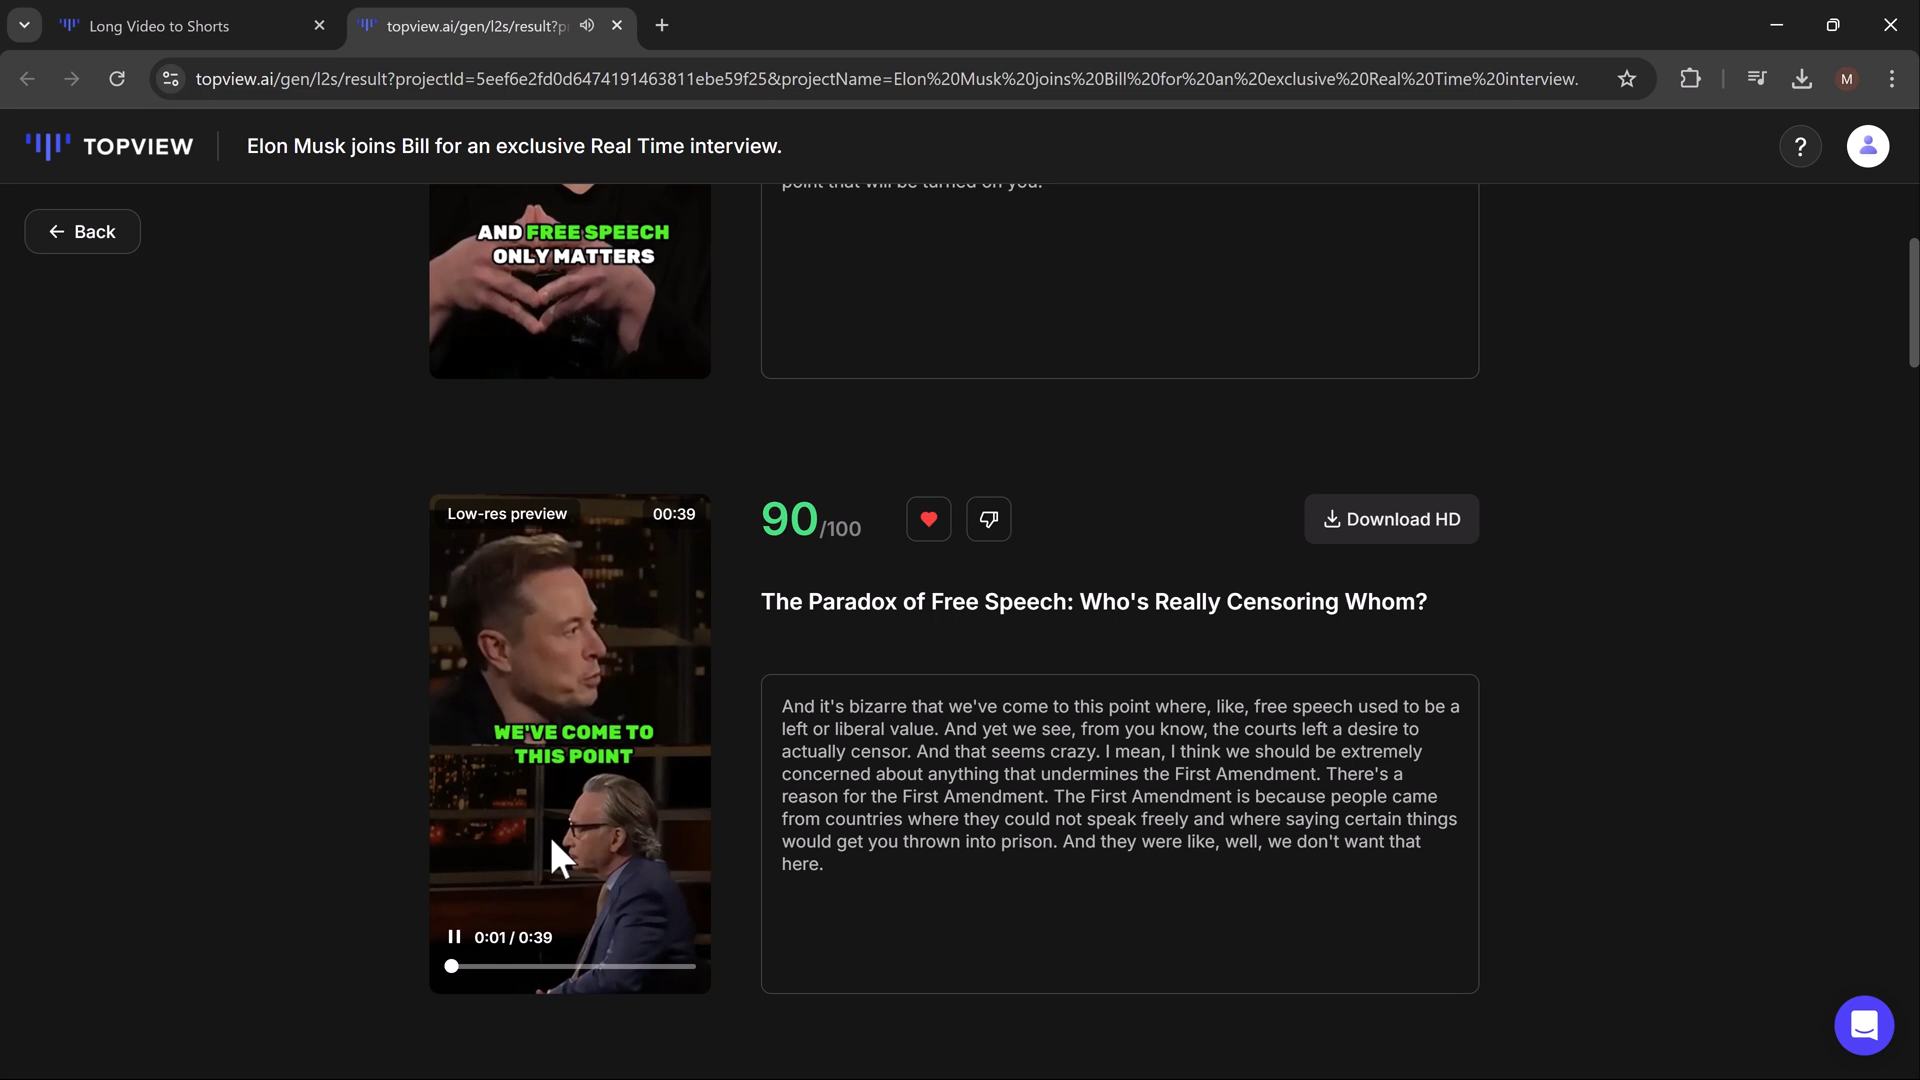 Long Video to Shorts
topview.ai/gen/l2s/result?p
topview.ai/gen/l2s/result?projectId=5eef6e2fd0d6474191463811ebe59f25&projectName=Elon%20Musk%20joins%20Bill%20for%20an%20exclusive%20Real%20Time%20interview.
M
TOPVIEW
Elon Musk joins Bill for an exclusive Real Time interview.
?
point that will be turned on you.
Back
AND FREE SPEECH
ONLY MATTERS
Low-res preview
00:39
90/100
Download HD
The Paradox of Free Speech: Who's Really Censoring Whom?
WE'VE COME TO
THIS POINT
And it's bizarre that we've come to this point where, like, free speech used to be a
left or liberal value. And yet we see, from you know, the courts left a desire to
actually censor. And that seems crazy. I mean, I think we should be extremely
concerned about anything that undermines the First Amendment. There's a
reason for the First Amendment. The First Amendment is because people came
from countries where they could not speak freely and where saying certain things
would get you thrown into prison. And they were like, well, we don't want that
here.
0:01 / 0:39